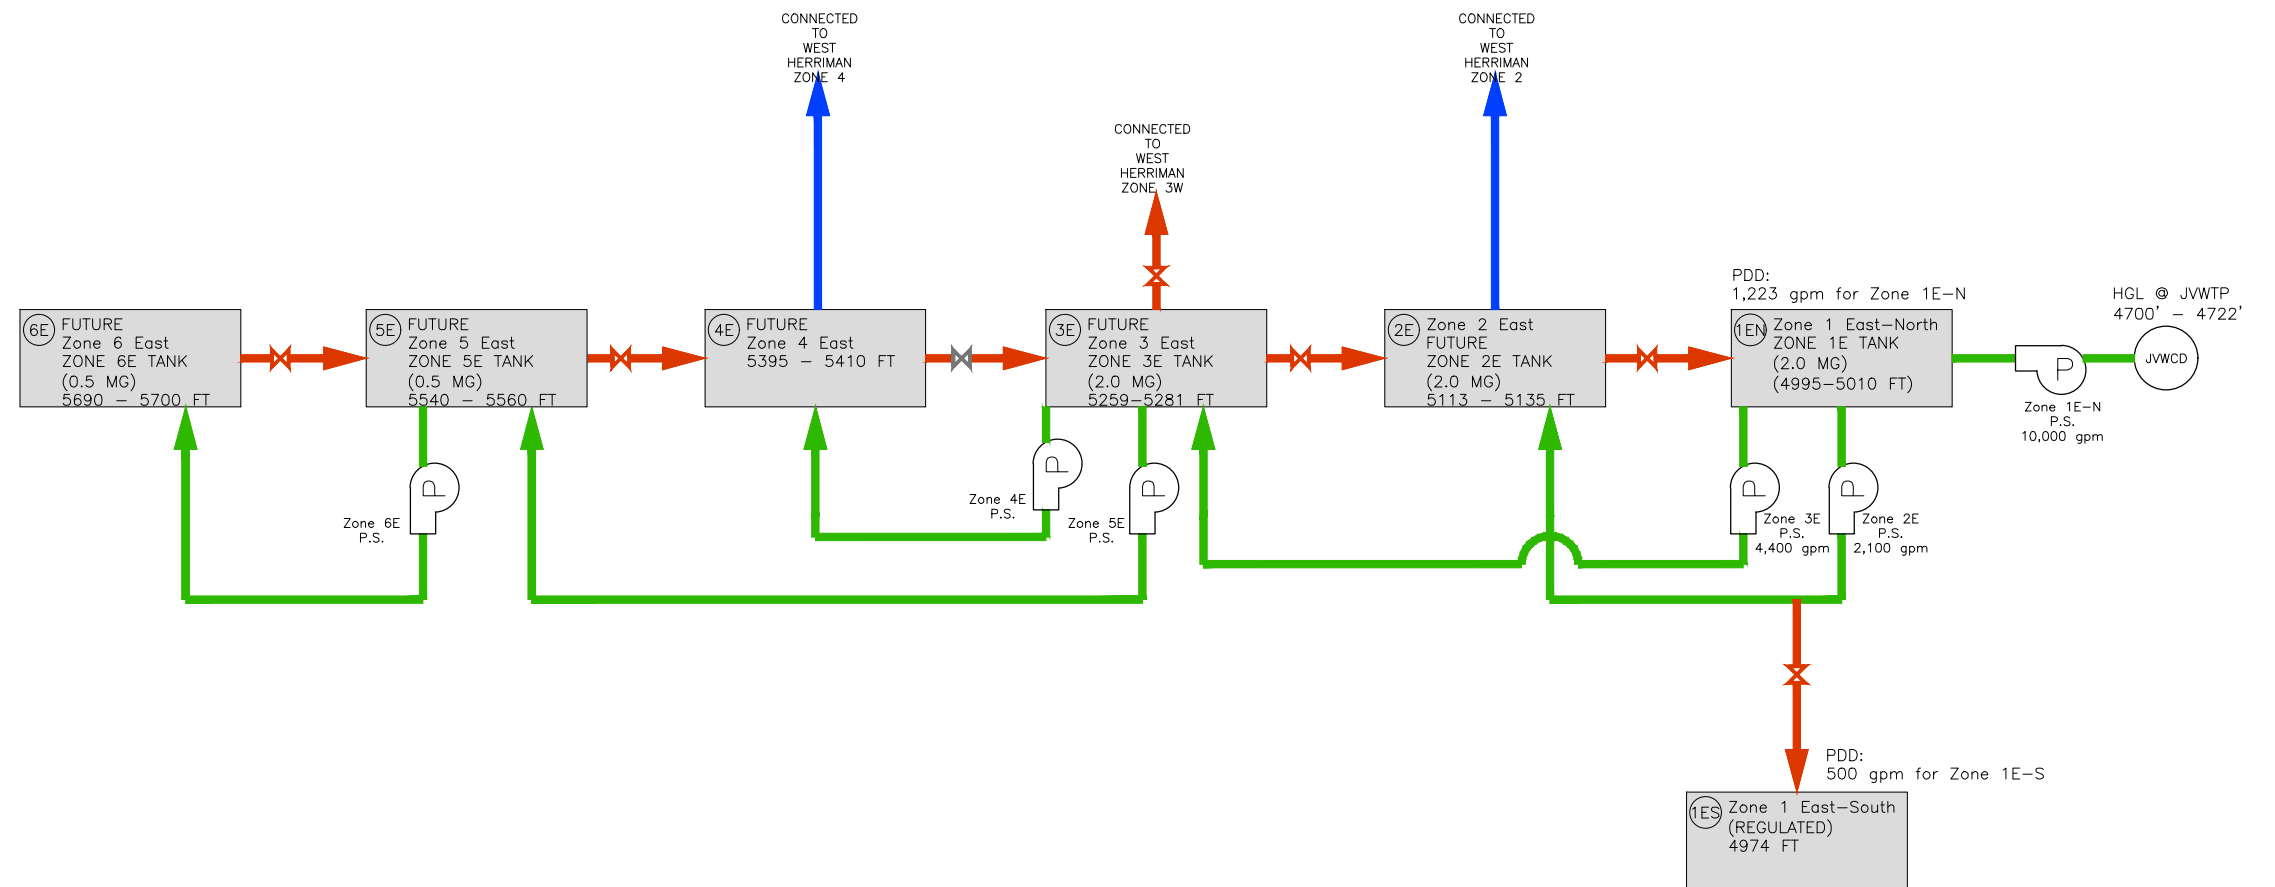 CONNECTED
TO
WEST
HERRIMAN
ZONE 4
CONNECTED
TO
WEST
HERRIMAN
ZONE 2
CONNECTED
TO
WEST
HERRIMAN
ZONE 3W
6E
FUTURE
Zone 6 East
ZONE 6E TANK
(0.5 MG)
5690 – 5700 FT
5E
FUTURE
Zone 5 East
ZONE 5E TANK
(0.5 MG)
5540 – 5560 FT
4E
FUTURE
Zone 4 East
5395 – 5410 FT
3E
FUTURE
Zone 3 East
ZONE 3E TANK
(2.0 MG)
5259–5281 FT
2E
Zone 2 East
FUTURE
ZONE 2E TANK
(2.0 MG)
5113 – 5135 FT
PDD:
1,223 gpm for Zone 1E–N
1EN
Zone 1 East–North
ZONE 1E TANK
(2.0 MG)
(4995–5010 FT)
HGL @ JVWTP
4700' – 4722'
P
JVWCD
Zone 1E–N
P.S.
10,000 gpm
P
Zone 6E
P.S.
P
Zone 4E
P.S.
P
Zone 5E
P.S.
P
Zone 3E
P.S.
4,400 gpm
P
Zone 2E
P.S.
2,100 gpm
PDD:
500 gpm for Zone 1E–S
1ES
Zone 1 East–South
(REGULATED)
4974 FT